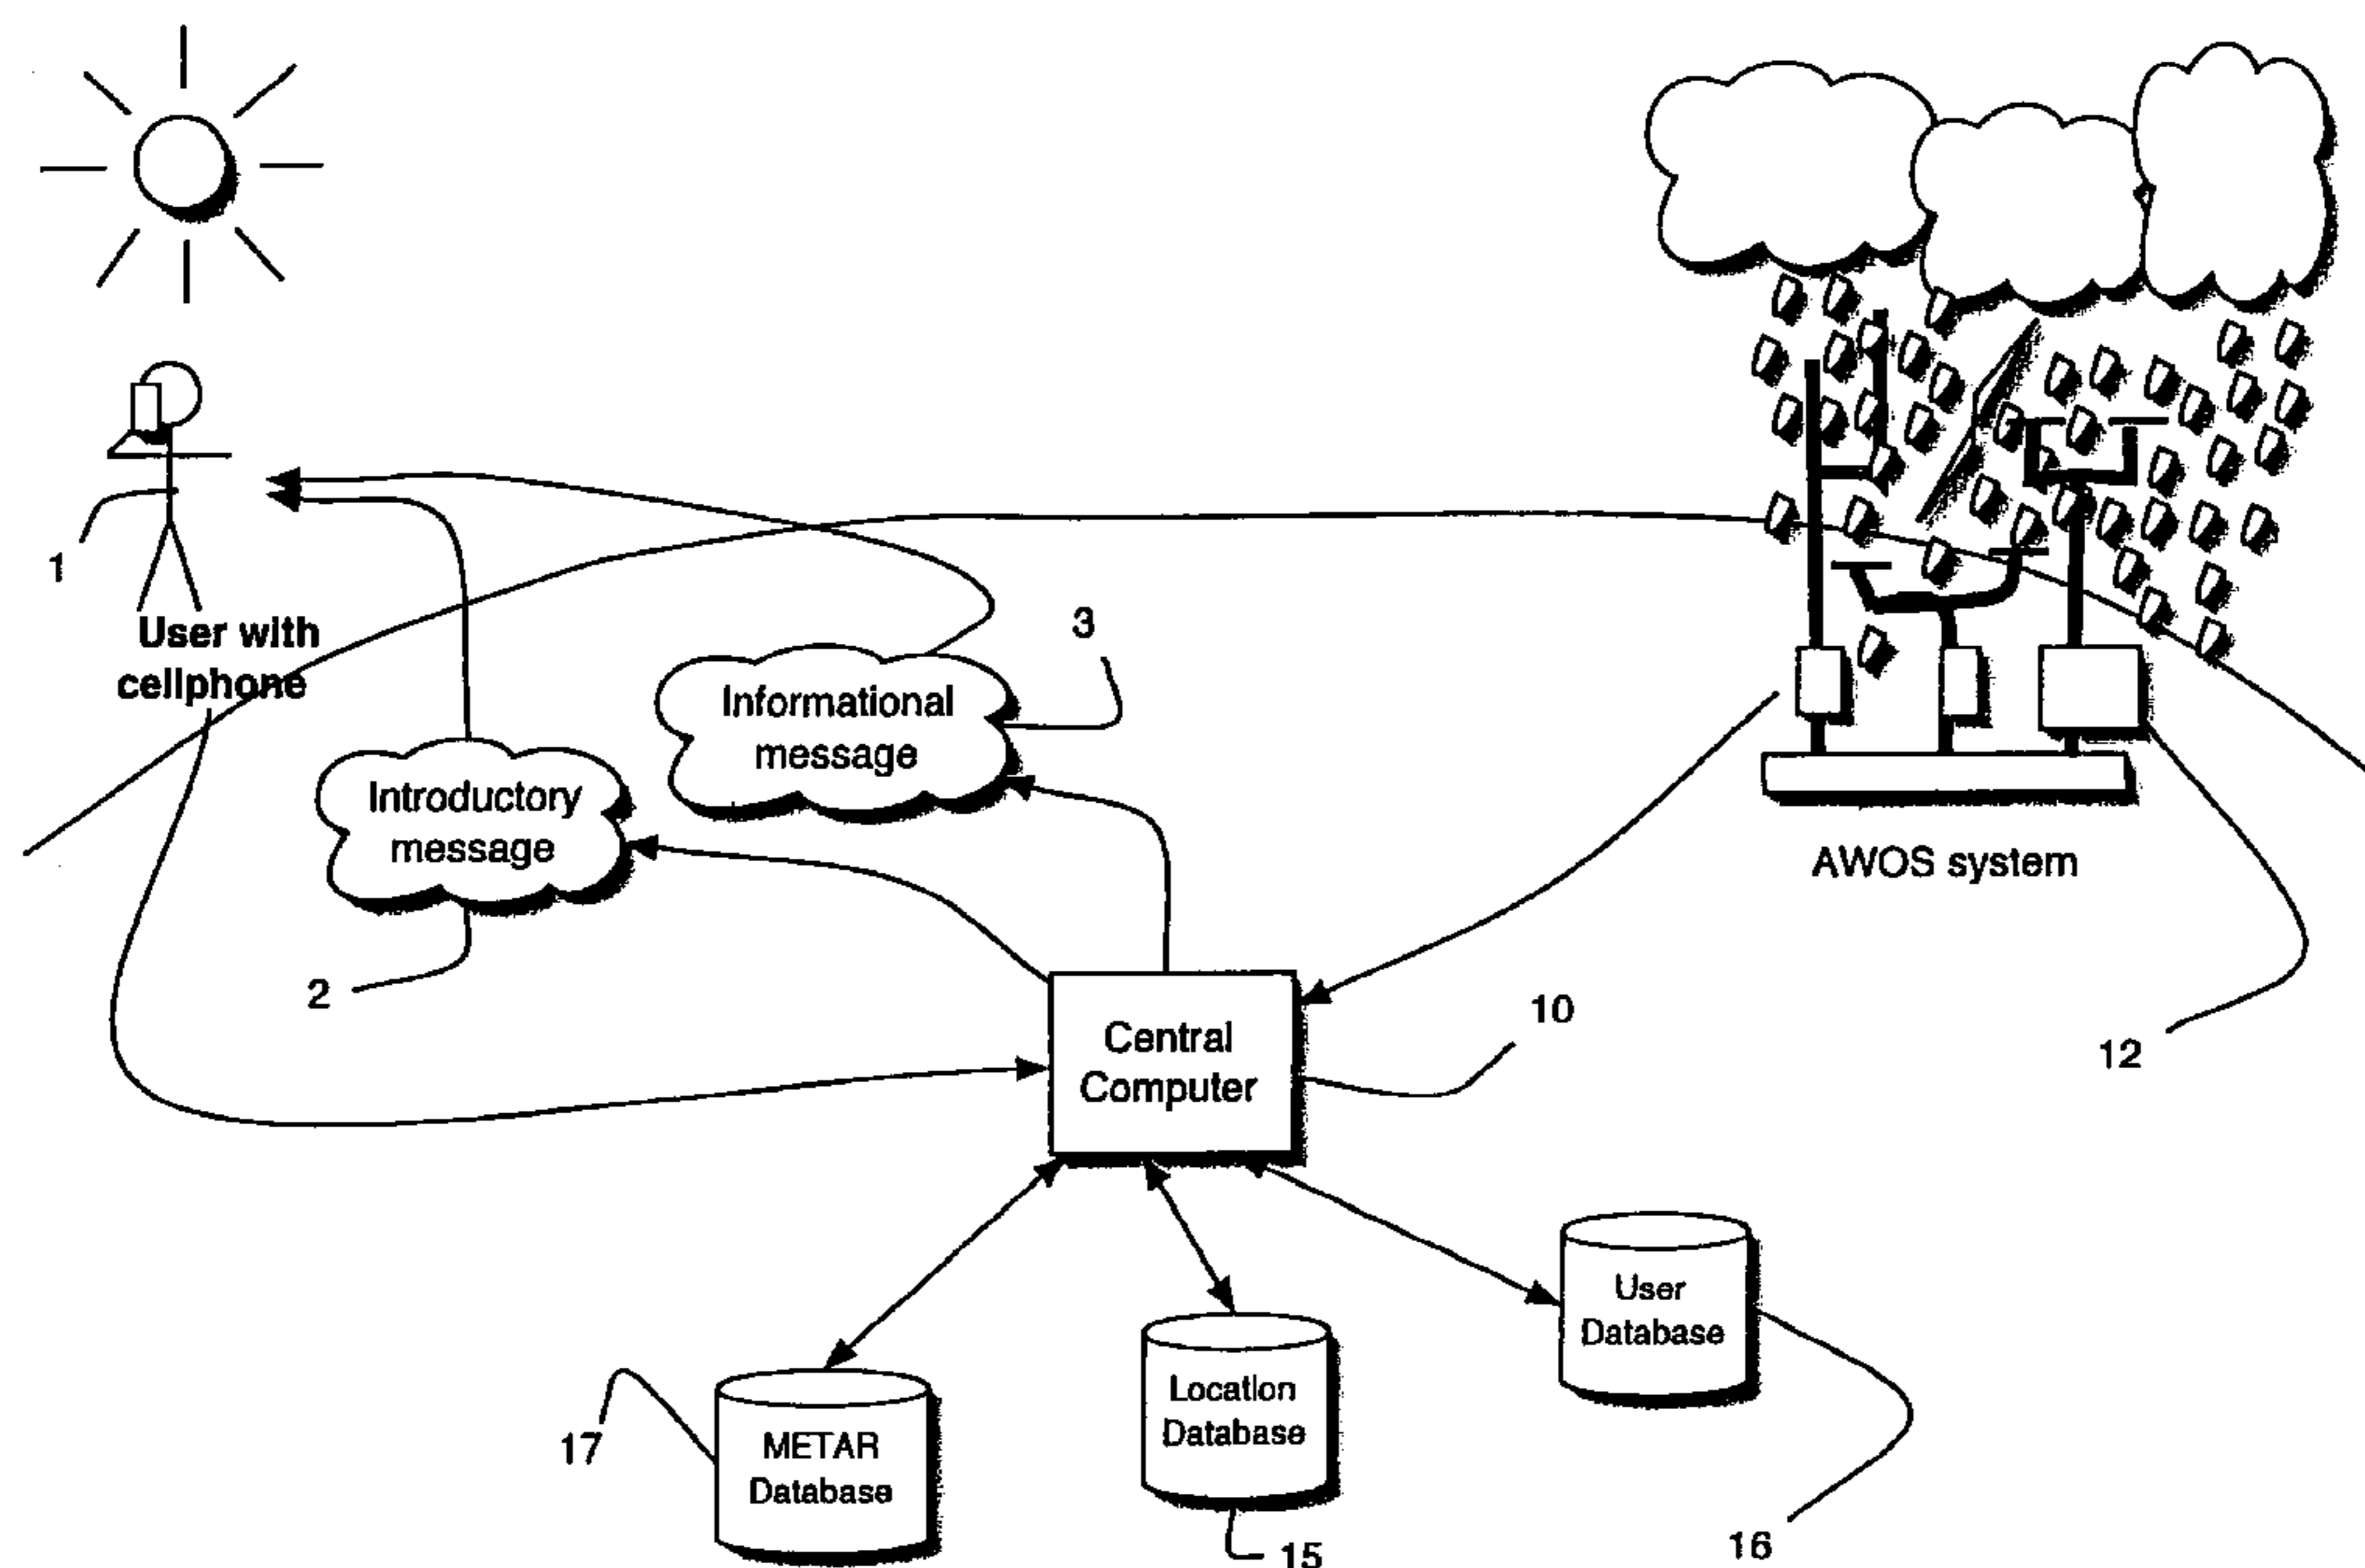 1
User with
cellphone
3
Informational
message
Introductory
message
2
AWOS system
10
12
Central
Computer
User
Database
Location
Database
17
METAR
Database
15
16